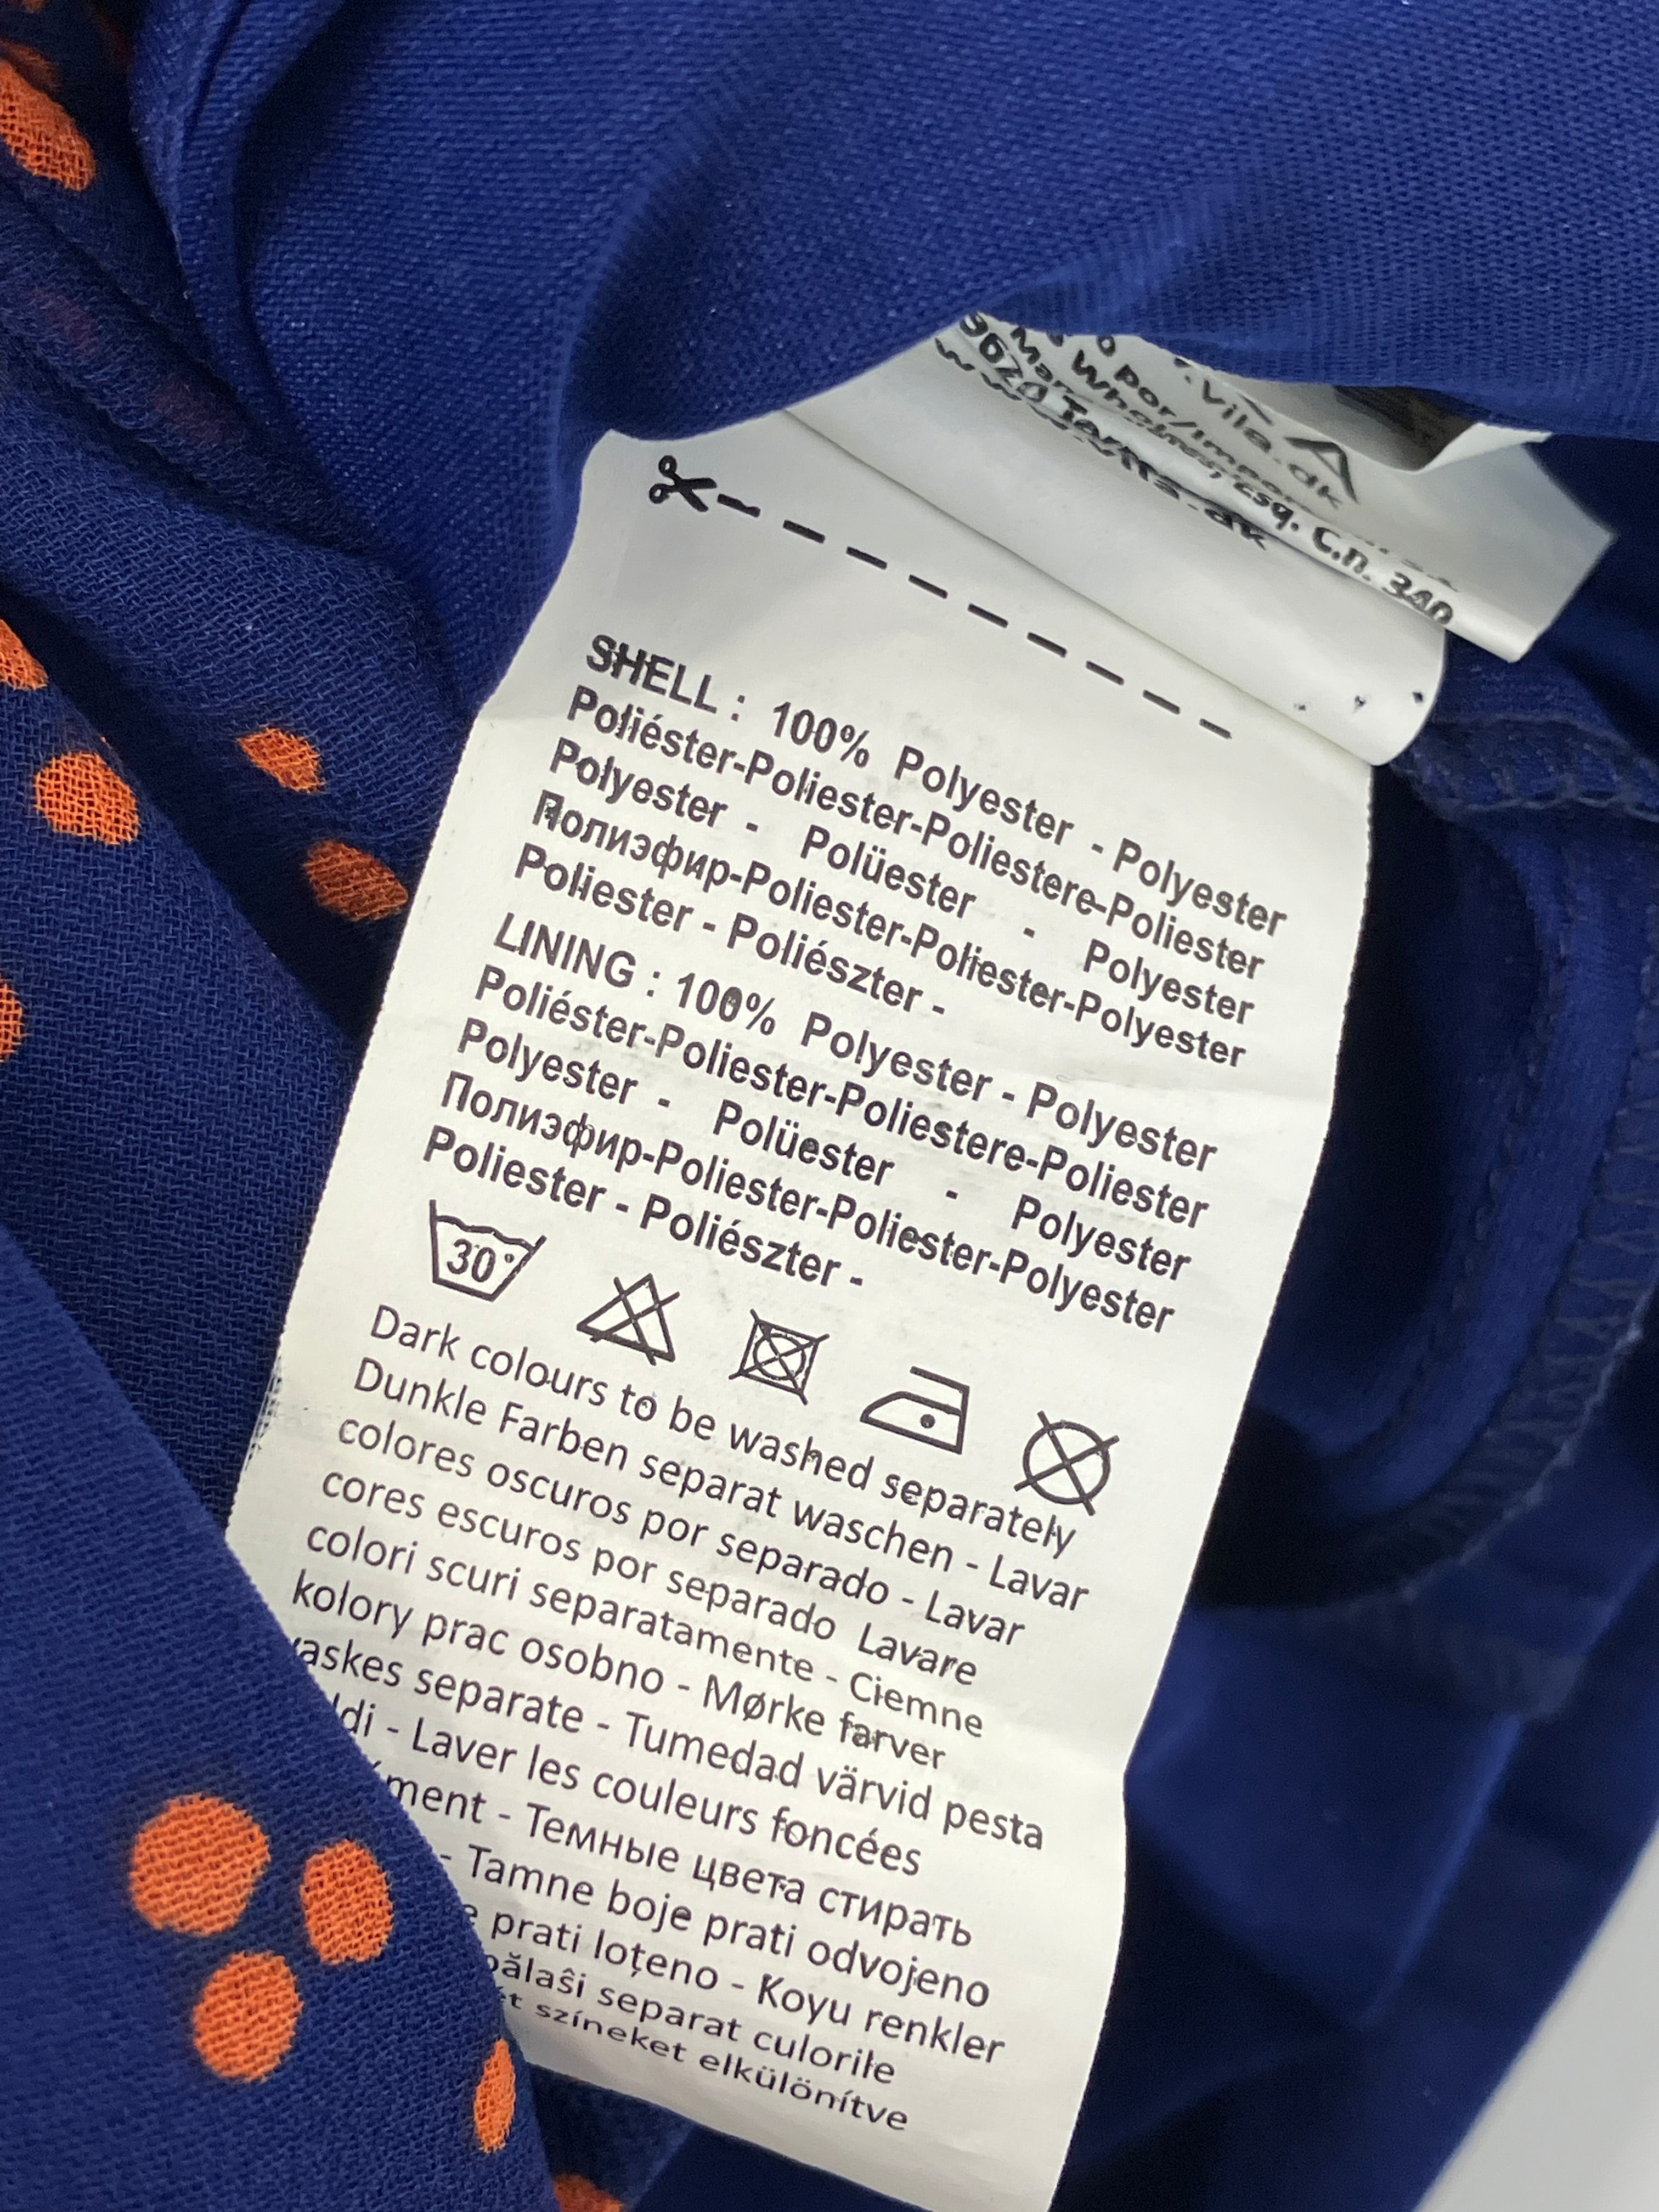 Vila.dk
C.n. 340
SHELL : 100% Polyester - Polyester
Poliéster-Poliester-Poliestere-Poliester
Polyester - Polüester - Polyester
Полиэфир-Poliester-Poliester-Polyester
Poliester - Poliészter -
LINING : 100% Polyester - Polyester
Poliéster-Poliester-Poliestere-Poliester
Polyester - Polüester - Polyester
Полиэфир-Poliester-Poliester-Polyester
Poliester - Poliészter -
30°
Dark colours to be washed separately
Dunkle Farben separat waschen - Lavar
colores oscuros por separado - Lavar
cores escuros por separado Lavare
colori scuri separatamente - Ciemne
kolory prac osobno - Mørke farver
vaskes separate - Tumedad värvid pesta
- Laver les couleurs foncées
- Темные цвета стирать
- Tamne boje prati odvojeno
prati loţeno - Koyu renkler
separat culorile
színeket elkülönítve